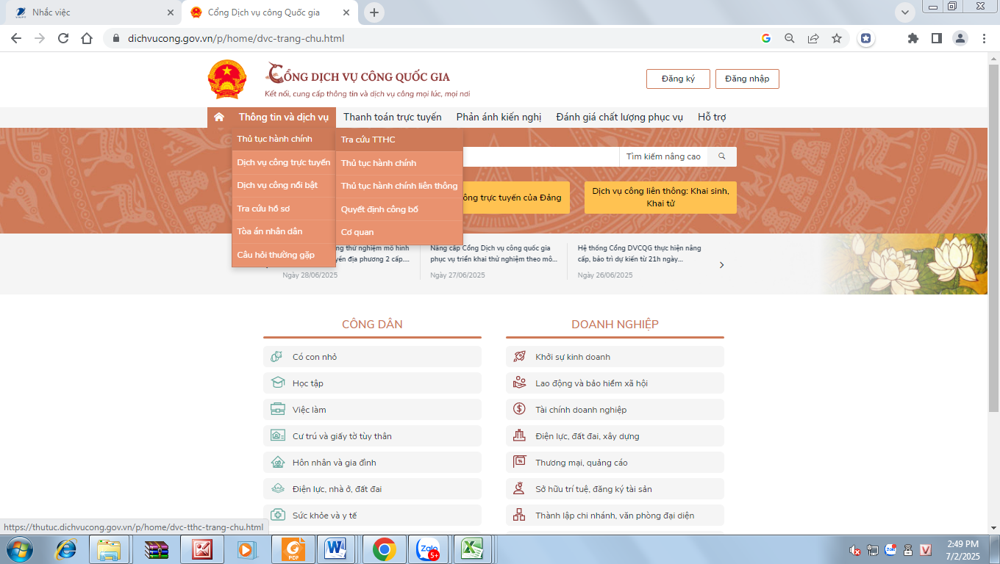 Nhắc việc
Cổng Dịch vụ công Quốc gia
dichvucong.gov.vn/p/home/dvc-trang-chu.html
CỔNG DỊCH VỤ CÔNG QUỐC GIA
Kết nối, cung cấp thông tin và dịch vụ công mọi lúc, mọi nơi
Đăng ký
Đăng nhập
Thông tin và dịch vụ
Thanh toán trực tuyến
Phản ánh kiến nghị
Đánh giá chất lượng phục vụ
Hỗ trợ
Thủ tục hành chính
Dịch vụ công trực tuyến
Dịch vụ công nổi bật
Tra cứu hồ sơ
Tòa án nhân dân
Câu hỏi thường gặp
Tra cứu TTHC
Thủ tục hành chính
Thủ tục hành chính liên thông
Quyết định công bố
Cơ quan
Tìm kiếm nâng cao
ông trực tuyến của Đảng
Dịch vụ công liên thông: Khai sinh,
Khai tử
ng thử nghiệm mô hình
yến địa phương 2 cấp....
Ngày 28/06/2025
Nâng cấp Cổng Dịch vụ công quốc gia
phục vụ triển khai thử nghiệm theo mô...
Ngày 27/06/2025
Hệ thống Cổng DVCQG thực hiện nâng
cấp, bảo trì dự kiến từ 21h ngày...
Ngày 26/06/2025
CÔNG DÂN
Có con nhỏ
Học tập
Việc làm
Cư trú và giấy tờ tùy thân
Hôn nhân và gia đình
Điện lực, nhà ở, đất đai
Sức khỏe và y tế
DOANH NGHIỆP
Khởi sự kinh doanh
Lao động và bảo hiểm xã hội
Tài chính doanh nghiệp
Điện lực, đất đai, xây dựng
Thương mại, quảng cáo
Sở hữu trí tuệ, đăng ký tài sản
Thành lập chi nhánh, văn phòng đại diện
https://thutuc.dichvucong.gov.vn/p/home/dvc-tthc-trang-chu.html
PDF
Zalo
5+
Zalo
V
2:49 PM
7/2/2025